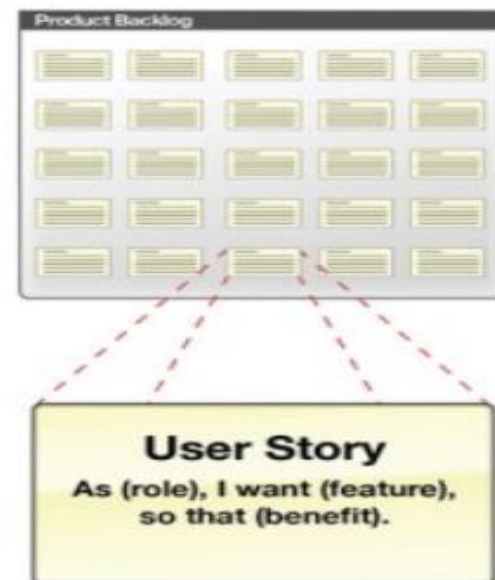 Product Backlog
User Story
As (role), I want (feature),
so that (benefit).